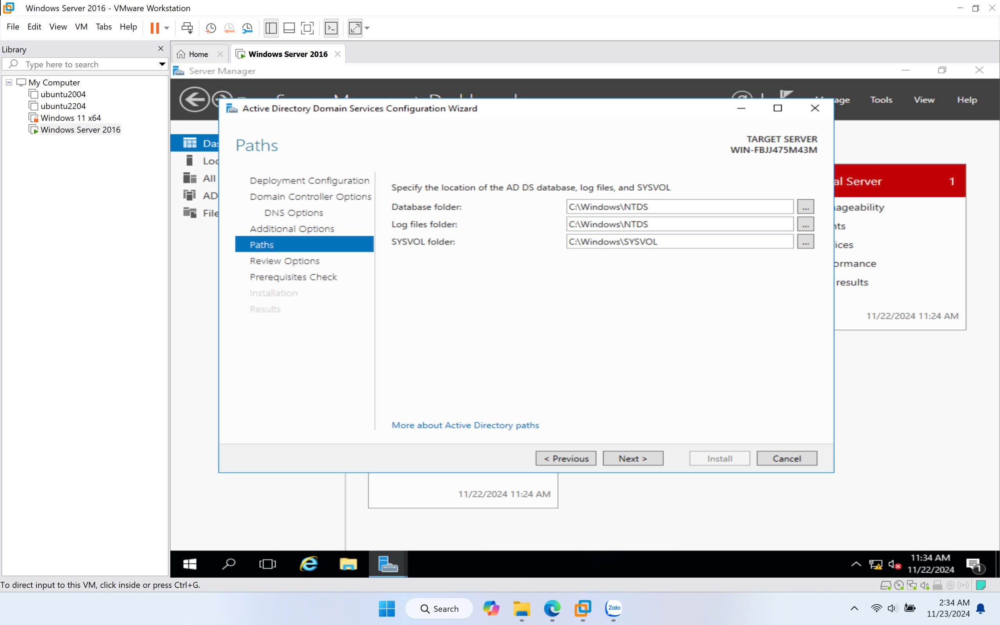 Windows Server 2016 - VMware Workstation
File Edit View VM Tabs Help
Library
Type here to search
My Computer
ubuntu2004
ubuntu2204
Windows 11 x64
Windows Server 2016
Home
Windows Server 2016
Server Manager
Tools View Help
Active Directory Domain Services Configuration Wizard
Paths
TARGET SERVER
WIN-FBJJ475M43M
Deployment Configuration
Domain Controller Options
DNS Options
Additional Options
Paths
Review Options
Prerequisites Check
Installation
Results
Specify the location of the AD DS database, log files, and SYSVOL
Database folder: C:\Windows\NTDS ...
Log files folder: C:\Windows\NTDS ...
SYSVOL folder: C:\Windows\SYSVOL ...
More about Active Directory paths
< Previous Next > Install Cancel
All
AD
File
al Server 1
ageability
nts
ices
ormance
results
11/22/2024 11:24 AM
11/22/2024 11:24 AM
11:34 AM
11/22/2024
1
To direct input to this VM, click inside or press Ctrl+G.
Search
Zalo
2:34 AM
11/23/2024